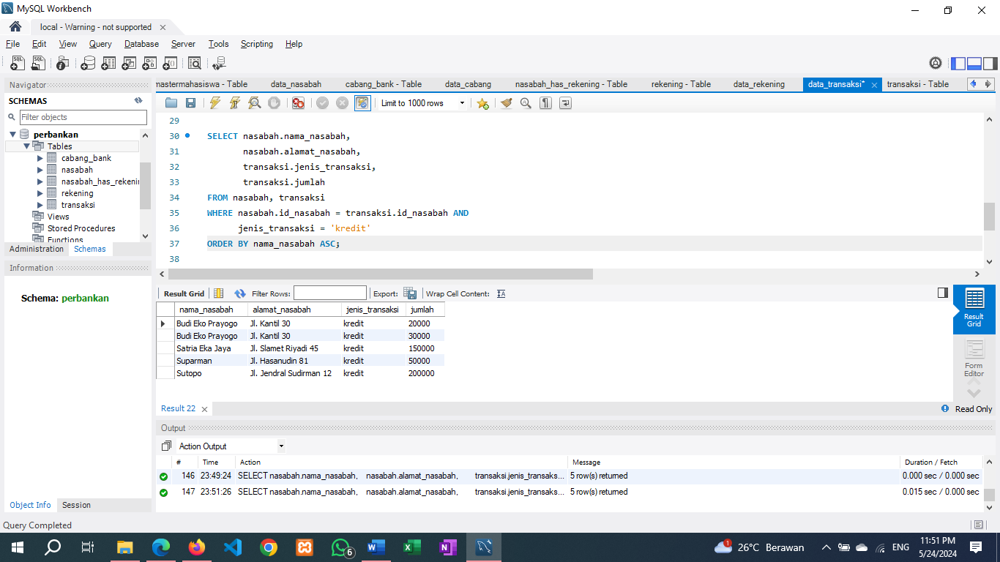 MySQL Workbench
local - Warning - not supported
File Edit View Query Database Server Tools Scripting Help
Navigator
SCHEMAS
Filter objects
perbankan
Tables
cabang_bank
nasabah
nasabah_has_rekenin
rekening
transaksi
Views
Stored Procedures
Functions
Administration Schemas
Information
Schema: perbankan
Object Info Session
mastermahasiswa - Table data_nasabah cabang_bank - Table data_cabang nasabah_has_rekening - Table rekening - Table data_rekening data_transaksi* transaksi - Table
Limit to 1000 rows
29
30 SELECT nasabah.nama_nasabah,
31 nasabah.alamat_nasabah,
32 transaksi.jenis_transaksi,
33 transaksi.jumlah
34 FROM nasabah, transaksi
35 WHERE nasabah.id_nasabah = transaksi.id_nasabah AND
36 jenis_transaksi = 'kredit'
37 ORDER BY nama_nasabah ASC;
38
Result Grid Filter Rows: Export: Wrap Cell Content:
nama_nasabah alamat_nasabah jenis_transaksi jumlah
Budi Eko Prayogo Jl. Kantil 30 kredit 20000
Budi Eko Prayogo Jl. Kantil 30 kredit 30000
Satria Eka Jaya Jl. Slamet Riyadi 45 kredit 150000
Suparman Jl. Hasanudin 81 kredit 50000
Sutopo Jl. Jendral Sudirman 12 kredit 200000
Result
Grid
Form
Editor
Result 22
Read Only
Output
Action Output
# Time Action Message Duration / Fetch
146 23:49:24 SELECT nasabah.nama_nasabah, nasabah.alamat_nasabah, transaksi.jenis_transaks... 5 row(s) returned 0.000 sec / 0.000 sec
147 23:51:26 SELECT nasabah.nama_nasabah, nasabah.alamat_nasabah, transaksi.jenis_transaks... 5 row(s) returned 0.015 sec / 0.000 sec
Query Completed
6
1
26°C Berawan
ENG
11:51 PM
5/24/2024